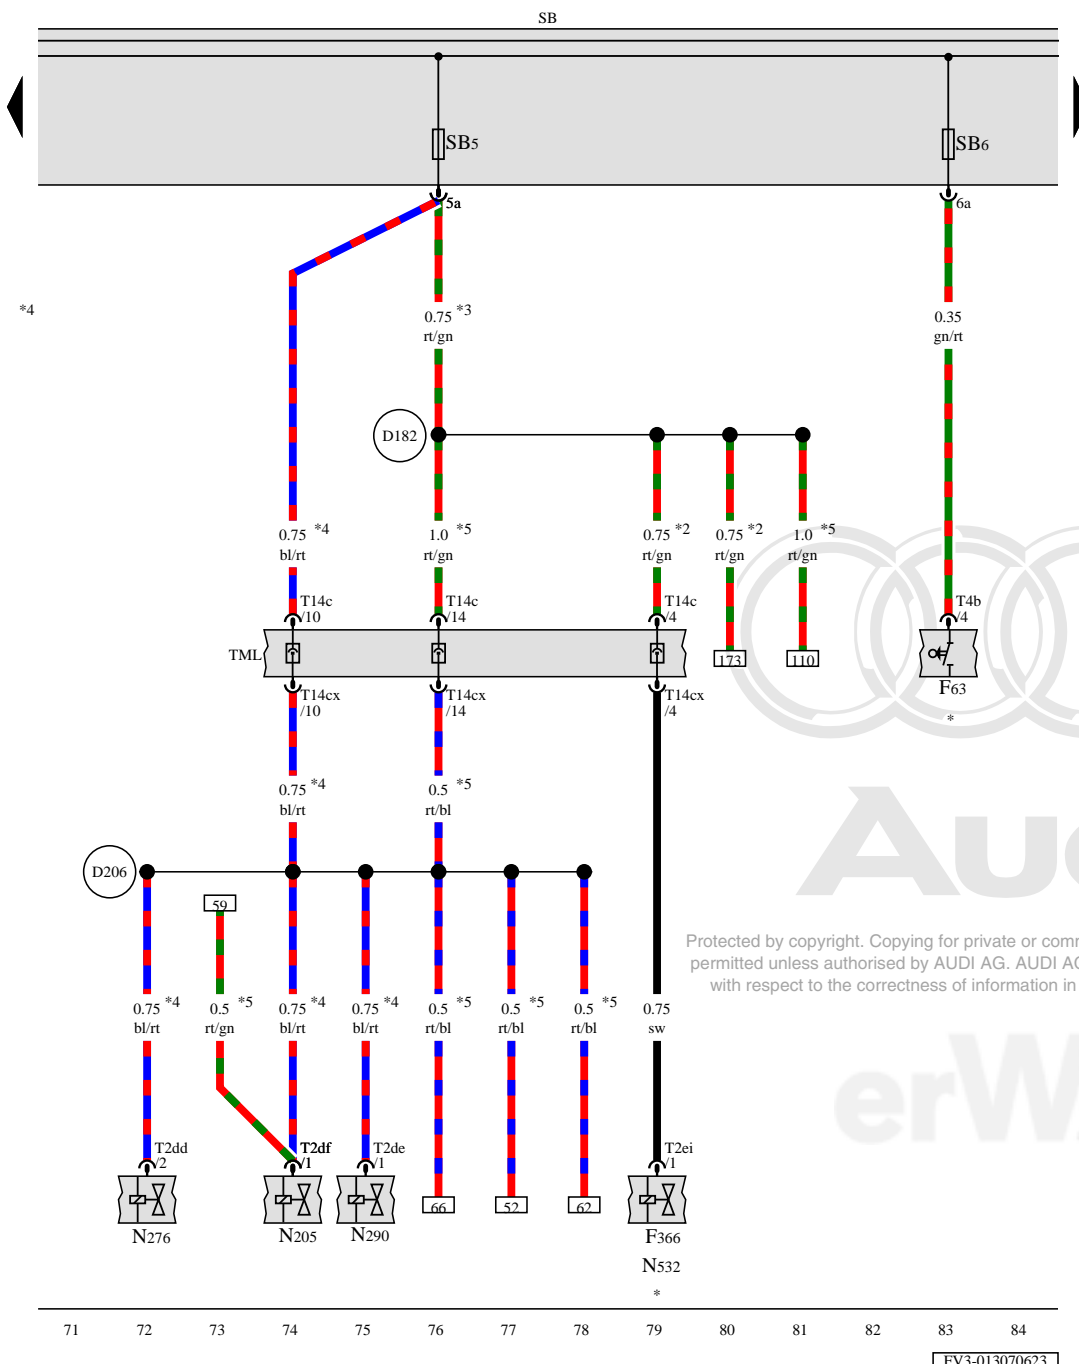 SB
SB5
SB6
5a
6a
*4
0.75 *3
rt/gn
0.35
gn/rt
D182
0.75 *4
bl/rt
1.0 *5
rt/gn
0.75 *2
rt/gn
0.75 *2
rt/gn
1.0 *5
rt/gn
T14c
/10
T14c
/14
T14c
/4
T4b
/4
TML
173
110
F63
*
T14cx
/10
T14cx
/14
T14cx
/4
0.75 *4
bl/rt
0.5 *5
rt/bl
Aud
D206
59
Protected by copyright. Copying for private or comm
permitted unless authorised by AUDI AG. AUDI AG
with respect to the correctness of information in
0.75 *4
bl/rt
0.5 *5
rt/gn
0.75 *4
bl/rt
0.75 *4
bl/rt
0.5 *5
rt/bl
0.5 *5
rt/bl
0.5 *5
rt/bl
0.75
sw
erW
T2dd
/2
T2df
/1
T2de
/1
T2ei
/1
66
52
62
N276
N205
N290
F366
N532
*
71 72 73 74 75 76 77 78 79 80 81 82 83 84
FV3-013070623